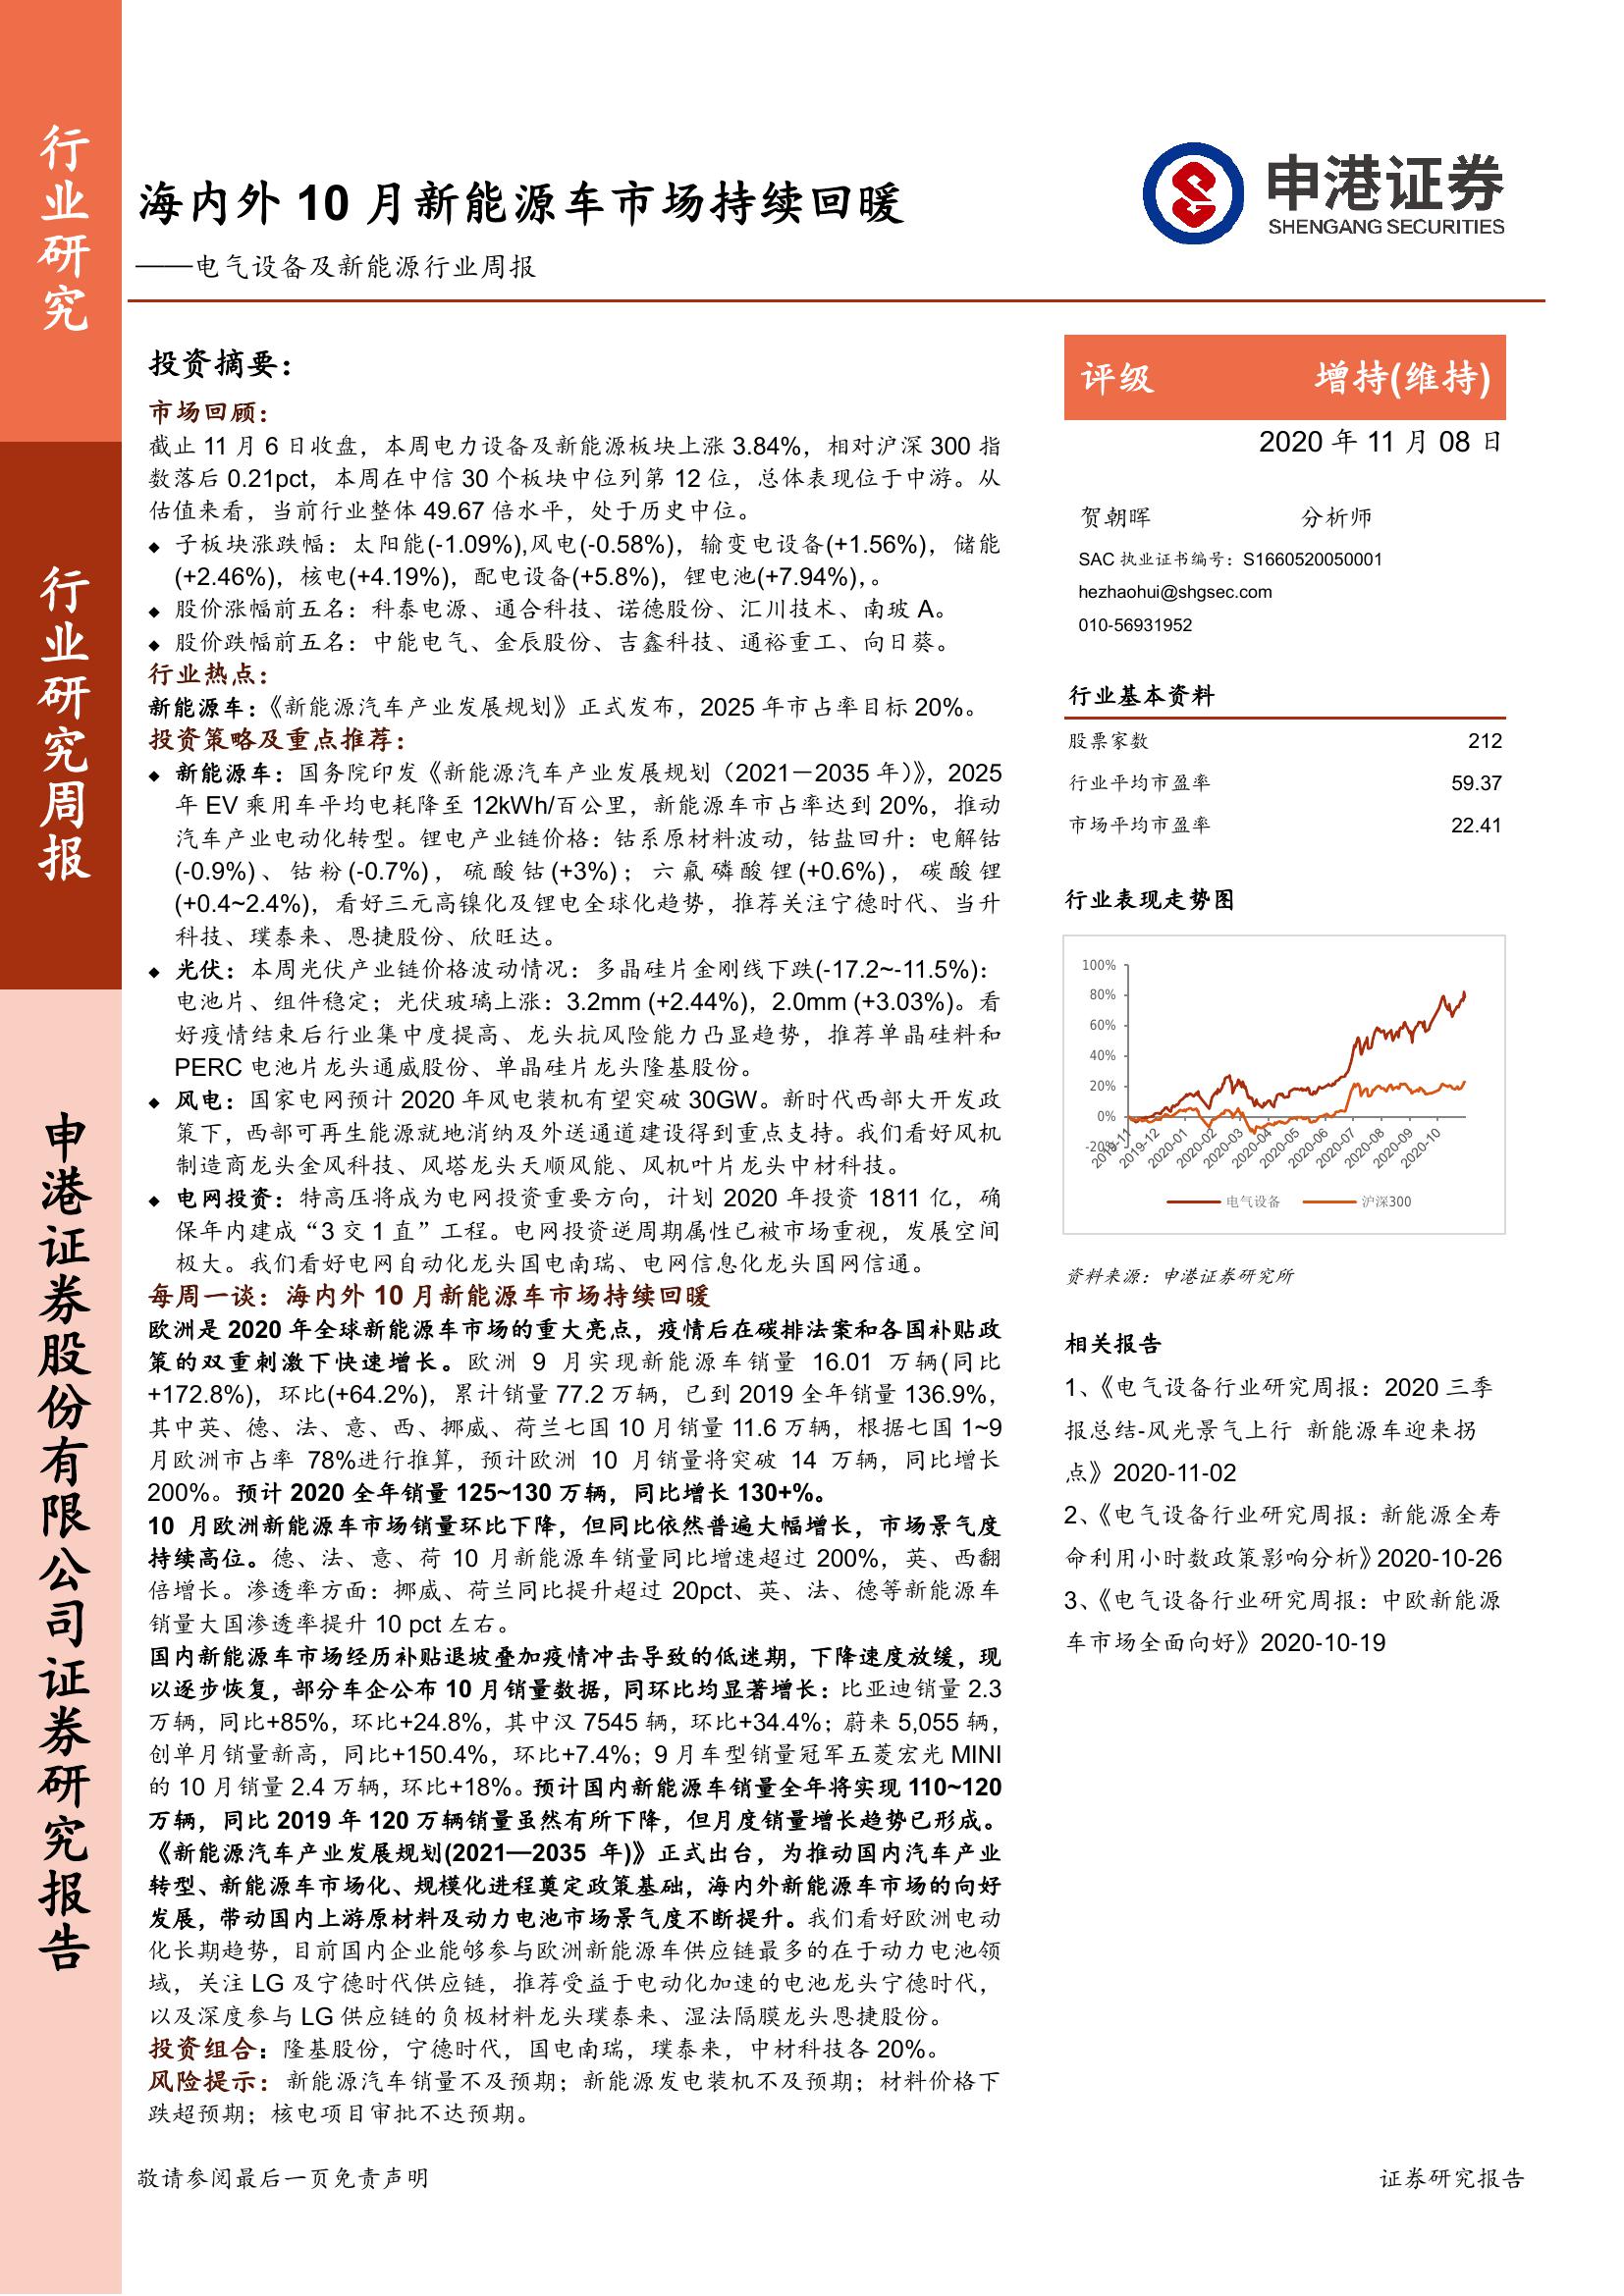 行业研究
行业研究周报
申港证券股份有限公司证券研究报告
海内外 10 月新能源车市场持续回暖
——电气设备及新能源行业周报
申港证券
SHENGANG SECURITIES
投资摘要：
市场回顾：
截止 11 月 6 日收盘，本周电力设备及新能源板块上涨 3.84%，相对沪深 300 指
数落后 0.21pct，本周在中信 30 个板块中位列第 12 位，总体表现位于中游。从
估值来看，当前行业整体 49.67 倍水平，处于历史中位。
◆ 子板块涨跌幅：太阳能(-1.09%),风电(-0.58%)，输变电设备(+1.56%)，储能
(+2.46%)，核电(+4.19%)，配电设备(+5.8%)，锂电池(+7.94%),。
◆ 股价涨幅前五名：科泰电源、通合科技、诺德股份、汇川技术、南玻 A。
◆ 股价跌幅前五名：中能电气、金辰股份、吉鑫科技、通裕重工、向日葵。
行业热点：
新能源车：《新能源汽车产业发展规划》正式发布，2025 年市占率目标 20%。
投资策略及重点推荐：
◆ 新能源车：国务院印发《新能源汽车产业发展规划（2021－2035 年）》，2025
年 EV 乘用车平均电耗降至 12kWh/百公里，新能源车市占率达到 20%，推动
汽车产业电动化转型。锂电产业链价格：钴系原材料波动，钴盐回升：电解钴
(-0.9%)、钴粉(-0.7%)，硫酸钴(+3%)；六氟磷酸锂(+0.6%)，碳酸锂
(+0.4~2.4%)，看好三元高镍化及锂电全球化趋势，推荐关注宁德时代、当升
科技、璞泰来、恩捷股份、欣旺达。
◆ 光伏：本周光伏产业链价格波动情况：多晶硅片金刚线下跌(-17.2~-11.5%)：
电池片、组件稳定；光伏玻璃上涨：3.2mm (+2.44%)，2.0mm (+3.03%)。看
好疫情结束后行业集中度提高、龙头抗风险能力凸显趋势，推荐单晶硅料和
PERC 电池片龙头通威股份、单晶硅片龙头隆基股份。
◆ 风电：国家电网预计 2020 年风电装机有望突破 30GW。新时代西部大开发政
策下，西部可再生能源就地消纳及外送通道建设得到重点支持。我们看好风机
制造商龙头金风科技、风塔龙头天顺风能、风机叶片龙头中材科技。
◆ 电网投资：特高压将成为电网投资重要方向，计划 2020 年投资 1811 亿，确
保年内建成“3 交 1 直”工程。电网投资逆周期属性已被市场重视，发展空间
极大。我们看好电网自动化龙头国电南瑞、电网信息化龙头国网信通。
每周一谈：海内外 10 月新能源车市场持续回暖
欧洲是 2020 年全球新能源车市场的重大亮点，疫情后在碳排法案和各国补贴政
策的双重刺激下快速增长。欧洲 9 月实现新能源车销量 16.01 万辆(同比
+172.8%)，环比(+64.2%)，累计销量 77.2 万辆，已到 2019 全年销量 136.9%，
其中英、德、法、意、西、挪威、荷兰七国 10 月销量 11.6 万辆，根据七国 1~9
月欧洲市占率 78%进行推算，预计欧洲 10 月销量将突破 14 万辆，同比增长
200%。预计 2020 全年销量 125~130 万辆，同比增长 130+%。
10 月欧洲新能源车市场销量环比下降，但同比依然普遍大幅增长，市场景气度
持续高位。德、法、意、荷 10 月新能源车销量同比增速超过 200%，英、西翻
倍增长。渗透率方面：挪威、荷兰同比提升超过 20pct、英、法、德等新能源车
销量大国渗透率提升 10 pct 左右。
国内新能源车市场经历补贴退坡叠加疫情冲击导致的低迷期，下降速度放缓，现
以逐步恢复，部分车企公布 10 月销量数据，同环比均显著增长：比亚迪销量 2.3
万辆，同比+85%，环比+24.8%，其中汉 7545 辆，环比+34.4%；蔚来 5,055 辆，
创单月销量新高，同比+150.4%，环比+7.4%；9 月车型销量冠军五菱宏光 MINI
的 10 月销量 2.4 万辆，环比+18%。预计国内新能源车销量全年将实现 110~120
万辆，同比 2019 年 120 万辆销量虽然有所下降，但月度销量增长趋势已形成。
《新能源汽车产业发展规划(2021—2035 年)》正式出台，为推动国内汽车产业
转型、新能源车市场化、规模化进程奠定政策基础，海内外新能源车市场的向好
发展，带动国内上游原材料及动力电池市场景气度不断提升。我们看好欧洲电动
化长期趋势，目前国内企业能够参与欧洲新能源车供应链最多的在于动力电池领
域，关注 LG 及宁德时代供应链，推荐受益于电动化加速的电池龙头宁德时代，
以及深度参与 LG 供应链的负极材料龙头璞泰来、湿法隔膜龙头恩捷股份。
投资组合：隆基股份，宁德时代，国电南瑞，璞泰来，中材科技各 20%。
风险提示：新能源汽车销量不及预期；新能源发电装机不及预期；材料价格下
跌超预期；核电项目审批不达预期。
评级 增持(维持)
2020 年 11 月 08 日
贺朝晖 分析师
SAC 执业证书编号：S1660520050001
hezhaohui@shgsec.com
010-56931952
行业基本资料
股票家数 212
行业平均市盈率 59.37
市场平均市盈率 22.41
行业表现走势图
100%
80%
60%
40%
20%
0%
-20%
2019-11 2019-12 2020-01 2020-02 2020-03 2020-04 2020-05 2020-06 2020-07 2020-08 2020-09 2020-10
电气设备 沪深300
资料来源：申港证券研究所
相关报告
1、《电气设备行业研究周报：2020 三季
报总结-风光景气上行 新能源车迎来拐
点》2020-11-02
2、《电气设备行业研究周报：新能源全寿
命利用小时数政策影响分析》2020-10-26
3、《电气设备行业研究周报：中欧新能源
车市场全面向好》2020-10-19
敬请参阅最后一页免责声明
证券研究报告